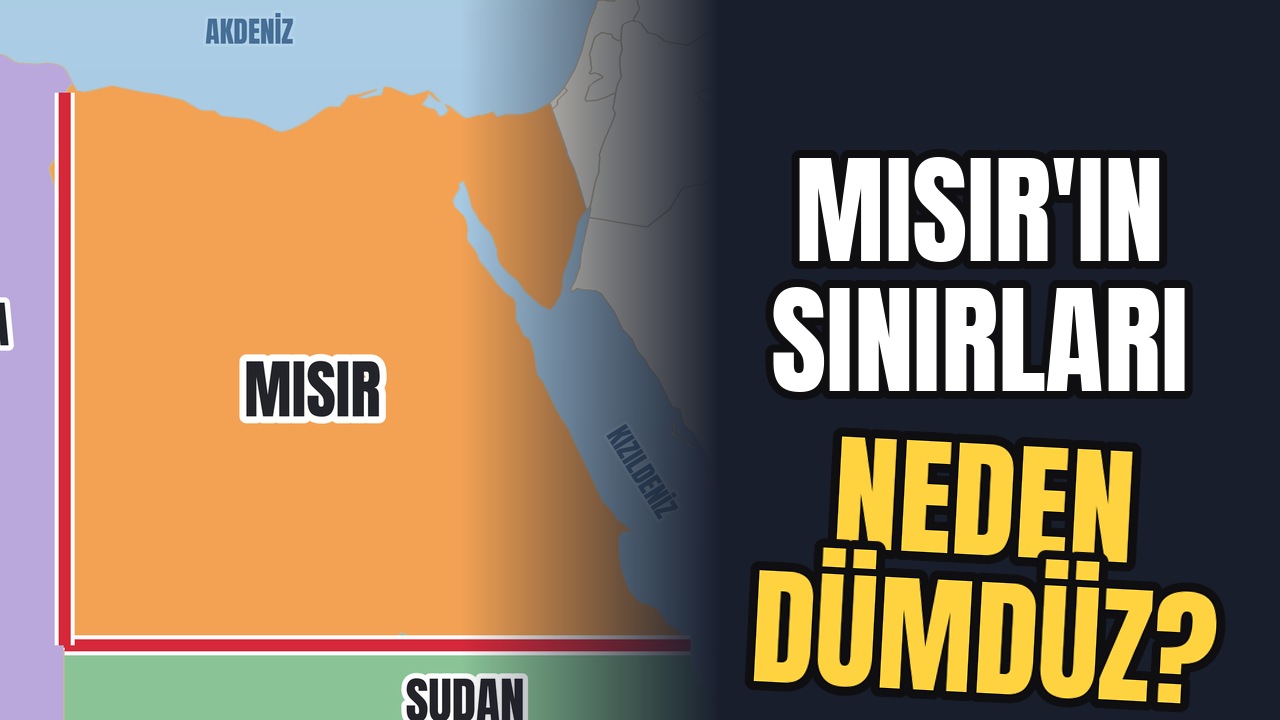 AKDENİZ
MISIR'IN
SINIRLARI
MISIR
KIZILDENİZ
NEDEN
DÜMDÜZ?
SUDAN